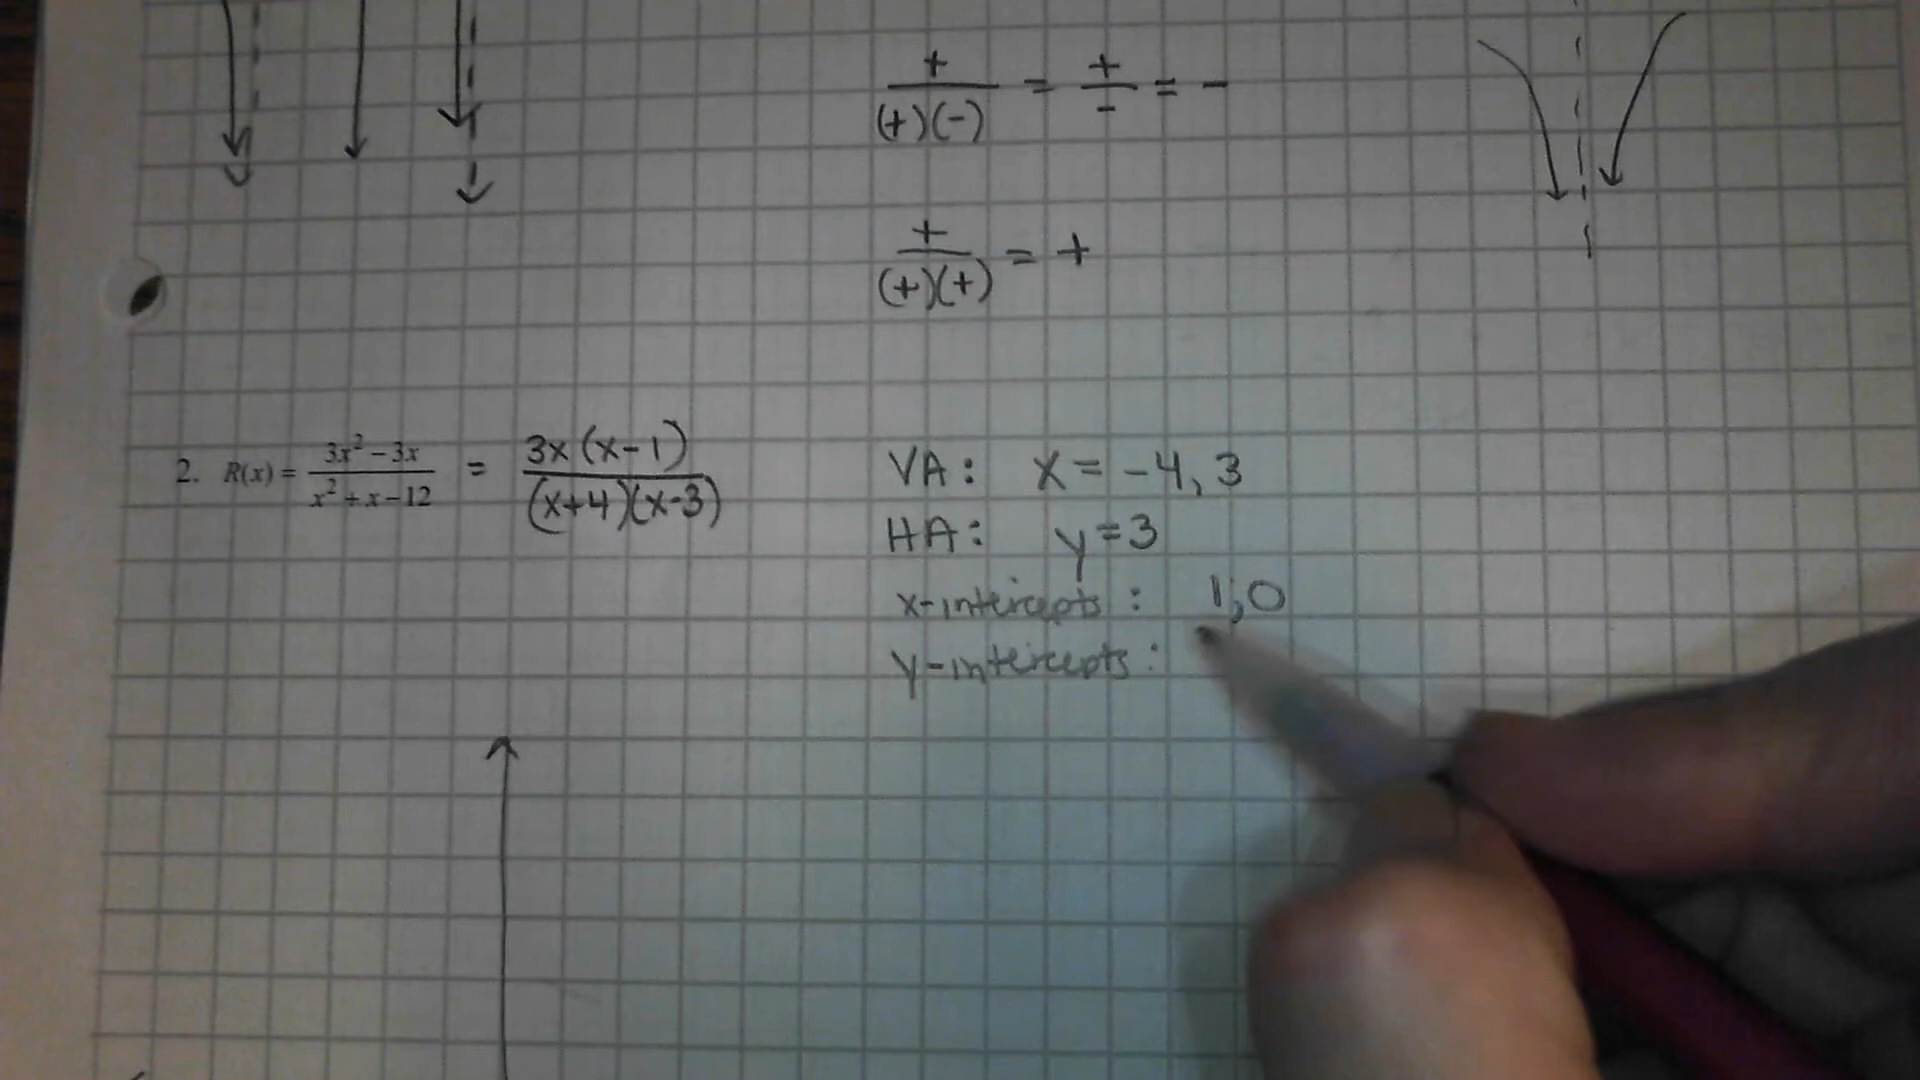 +/(+)(-) = +/- = -
+/(+)(+) = +
2. R(x) = (3x² - 3x)/(x² + x - 12) = 3x(x-1)/(x+4)(x-3)
VA: x = -4, 3
HA: y = 3
x-intercepts: 1, 0
y-intercepts: